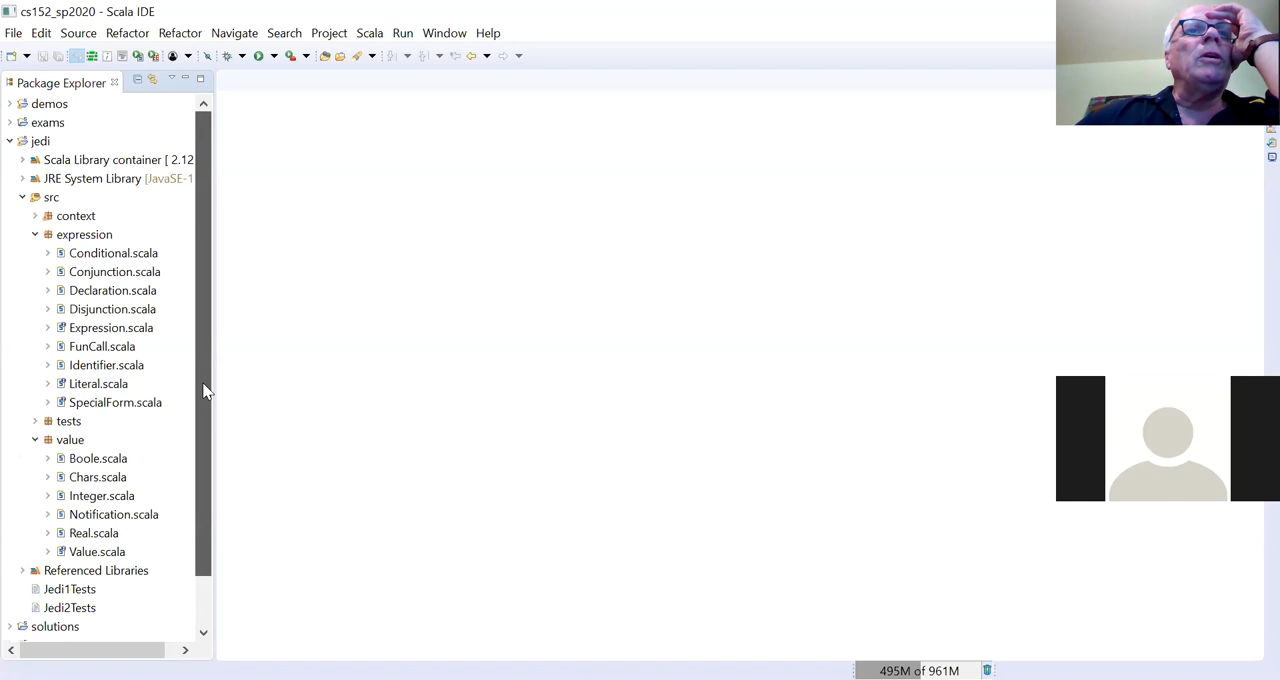 cs152_sp2020 - Scala IDE
File Edit Source Refactor Refactor Navigate Search Project Scala Run Window Help
Package Explorer
demos
exams
jedi
Scala Library container [ 2.12
JRE System Library [JavaSE-1
src
context
expression
Conditional.scala
Conjunction.scala
Declaration.scala
Disjunction.scala
Expression.scala
FunCall.scala
Identifier.scala
Literal.scala
SpecialForm.scala
tests
value
Boole.scala
Chars.scala
Integer.scala
Notification.scala
Real.scala
Value.scala
Referenced Libraries
Jedi1Tests
Jedi2Tests
solutions
495M of 961M